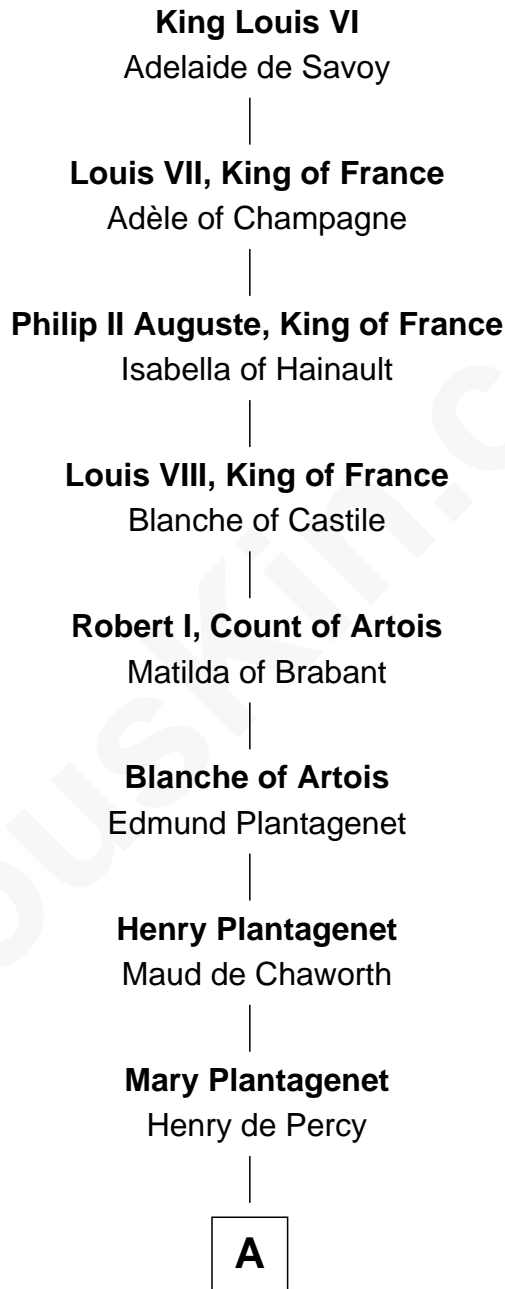 King Louis VI
Adelaide de Savoy
Louis VII, King of France
Adèle of Champagne
Philip II Auguste, King of France
Isabella of Hainault
Louis VIII, King of France
Blanche of Castile
Robert I, Count of Artois
Matilda of Brabant
Blanche of Artois
Edmund Plantagenet
Henry Plantagenet
Maud de Chaworth
Mary Plantagenet
Henry de Percy
A